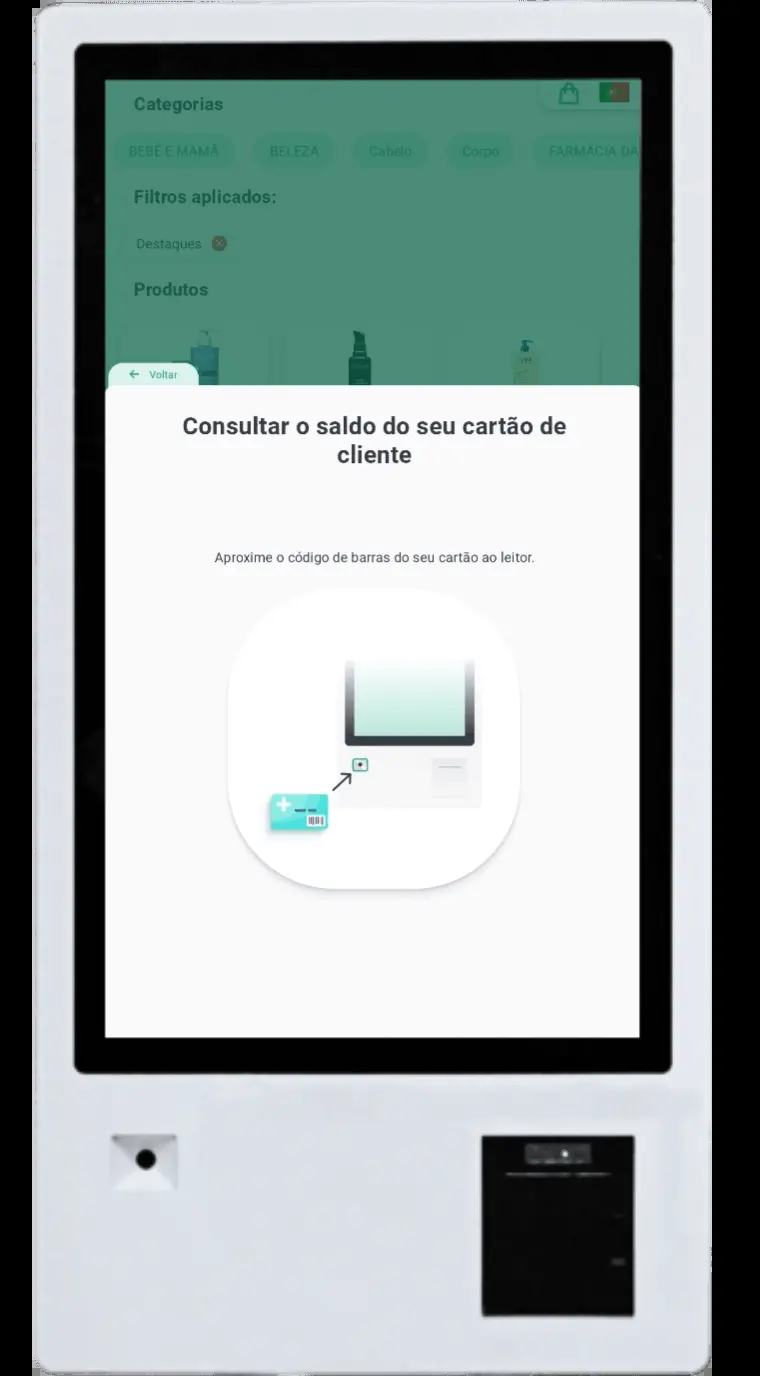 Categorias
BEBÉ E MAMÃ BELEZA Cabelo Corpo FARMÁCIA DA
Filtros aplicados:
Destaques
Produtos
Voltar
Consultar o saldo do seu cartão de
cliente
Aproxime o código de barras do seu cartão ao leitor.